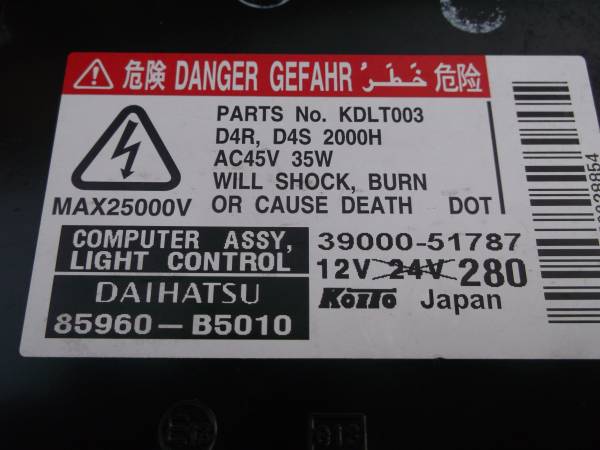 危険 DANGER GEFAHR خَطَر 危险
PARTS No. KDLT003
D4R, D4S 2000H
AC45V 35W
WILL SHOCK, BURN
OR CAUSE DEATH DOT
MAX25000V
COMPUTER ASSY,
LIGHT CONTROL
DAIHATSU
85960-B5010
39000-51787
12V 24V 280
KOITO Japan